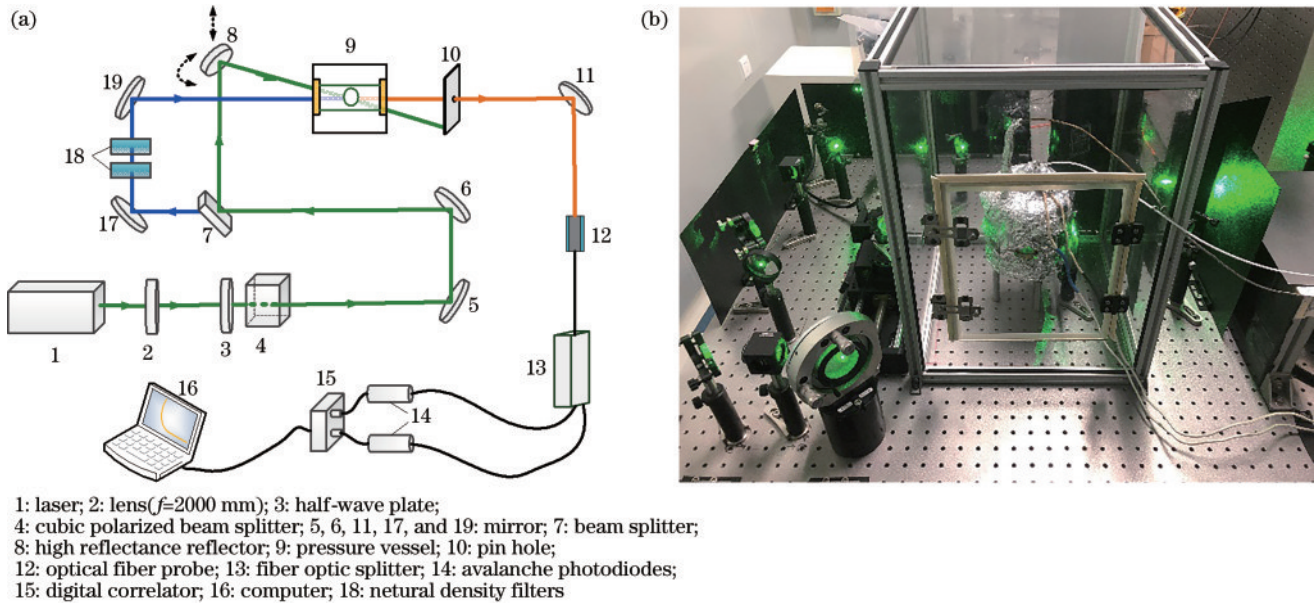 (a)
(b)
8
9
10
11
19
18
6
17
7
12
5
1
2
3
4
13
15
16
14
1: laser; 2: lens(f=2000 mm); 3: half-wave plate;
4: cubic polarized beam splitter; 5, 6, 11, 17, and 19: mirror; 7: beam splitter;
8: high reflectance reflector; 9: pressure vessel; 10: pin hole;
12: optical fiber probe; 13: fiber optic splitter; 14: avalanche photodiodes;
15: digital correlator; 16: computer; 18: netural density filters